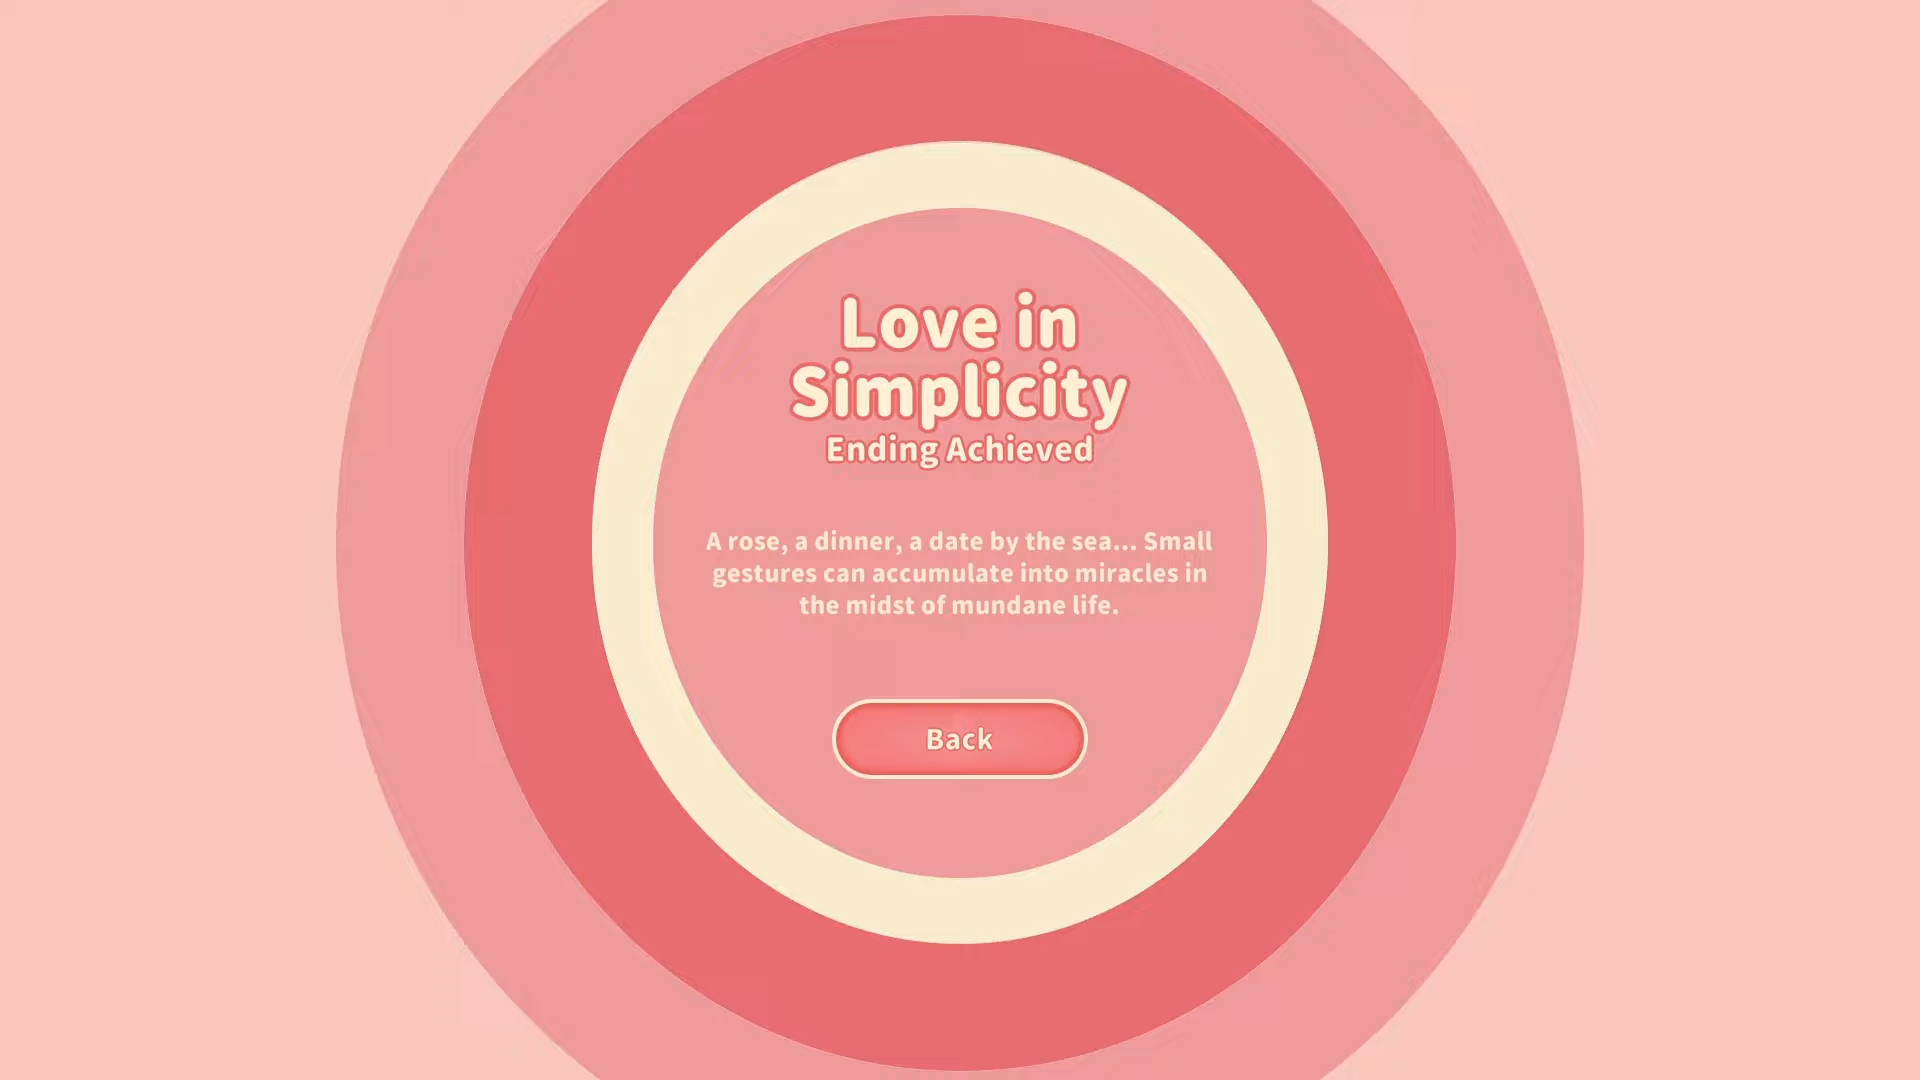 Love in
Simplicity
Ending Achieved
A rose, a dinner, a date by the sea... Small
gestures can accumulate into miracles in
the midst of mundane life.
Back